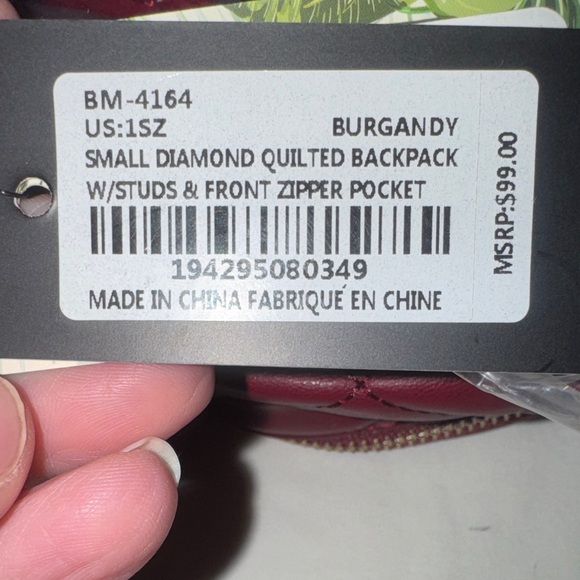 BM-4164
US:1SZ BURGANDY
SMALL DIAMOND QUILTED BACKPACK
W/STUDS & FRONT ZIPPER POCKET
194295080349
MADE IN CHINA FABRIQUÉ EN CHINE
MSRP:$99.00